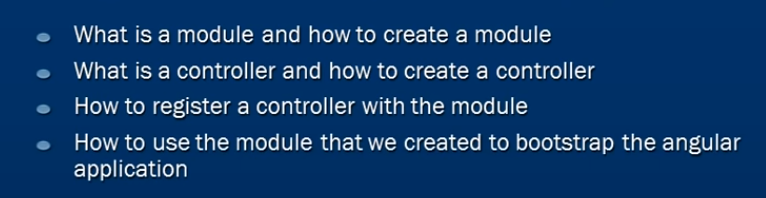 What is a module and how to create a module
What is a controller and how to create a controller
How to register a controller with the module
How to use the module that we created to bootstrap the angular
application